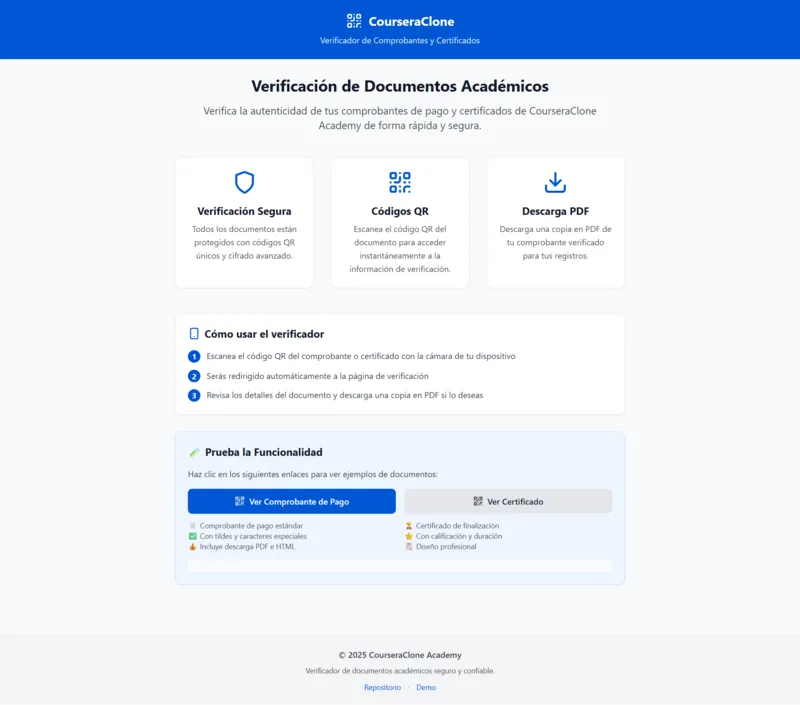 CourseraClone
Verificador de Comprobantes y Certificados
Verificación de Documentos Académicos
Verifica la autenticidad de tus comprobantes de pago y certificados de CourseraClone
Academy de forma rápida y segura.
Verificación Segura
Todos los documentos están
protegidos con códigos QR
únicos y cifrado avanzado.
Códigos QR
Escanea el código QR del
documento para acceder
instantáneamente a la
información de verificación.
Descarga PDF
Descarga una copia en PDF de
tu comprobante verificado
para tus registros.
Cómo usar el verificador
1 Escanea el código QR del comprobante o certificado con la cámara de tu dispositivo
2 Serás redirigido automáticamente a la página de verificación
3 Revisa los detalles del documento y descarga una copia en PDF si lo deseas
Prueba la Funcionalidad
Haz clic en los siguientes enlaces para ver ejemplos de documentos:
Ver Comprobante de Pago
Comprobante de pago estándar
Con tildes y caracteres especiales
Incluye descarga PDF e HTML
Ver Certificado
Certificado de finalización
Con calificación y duración
Diseño profesional
© 2025 CourseraClone Academy
Verificador de documentos académicos seguro y confiable.
Repositorio · Demo